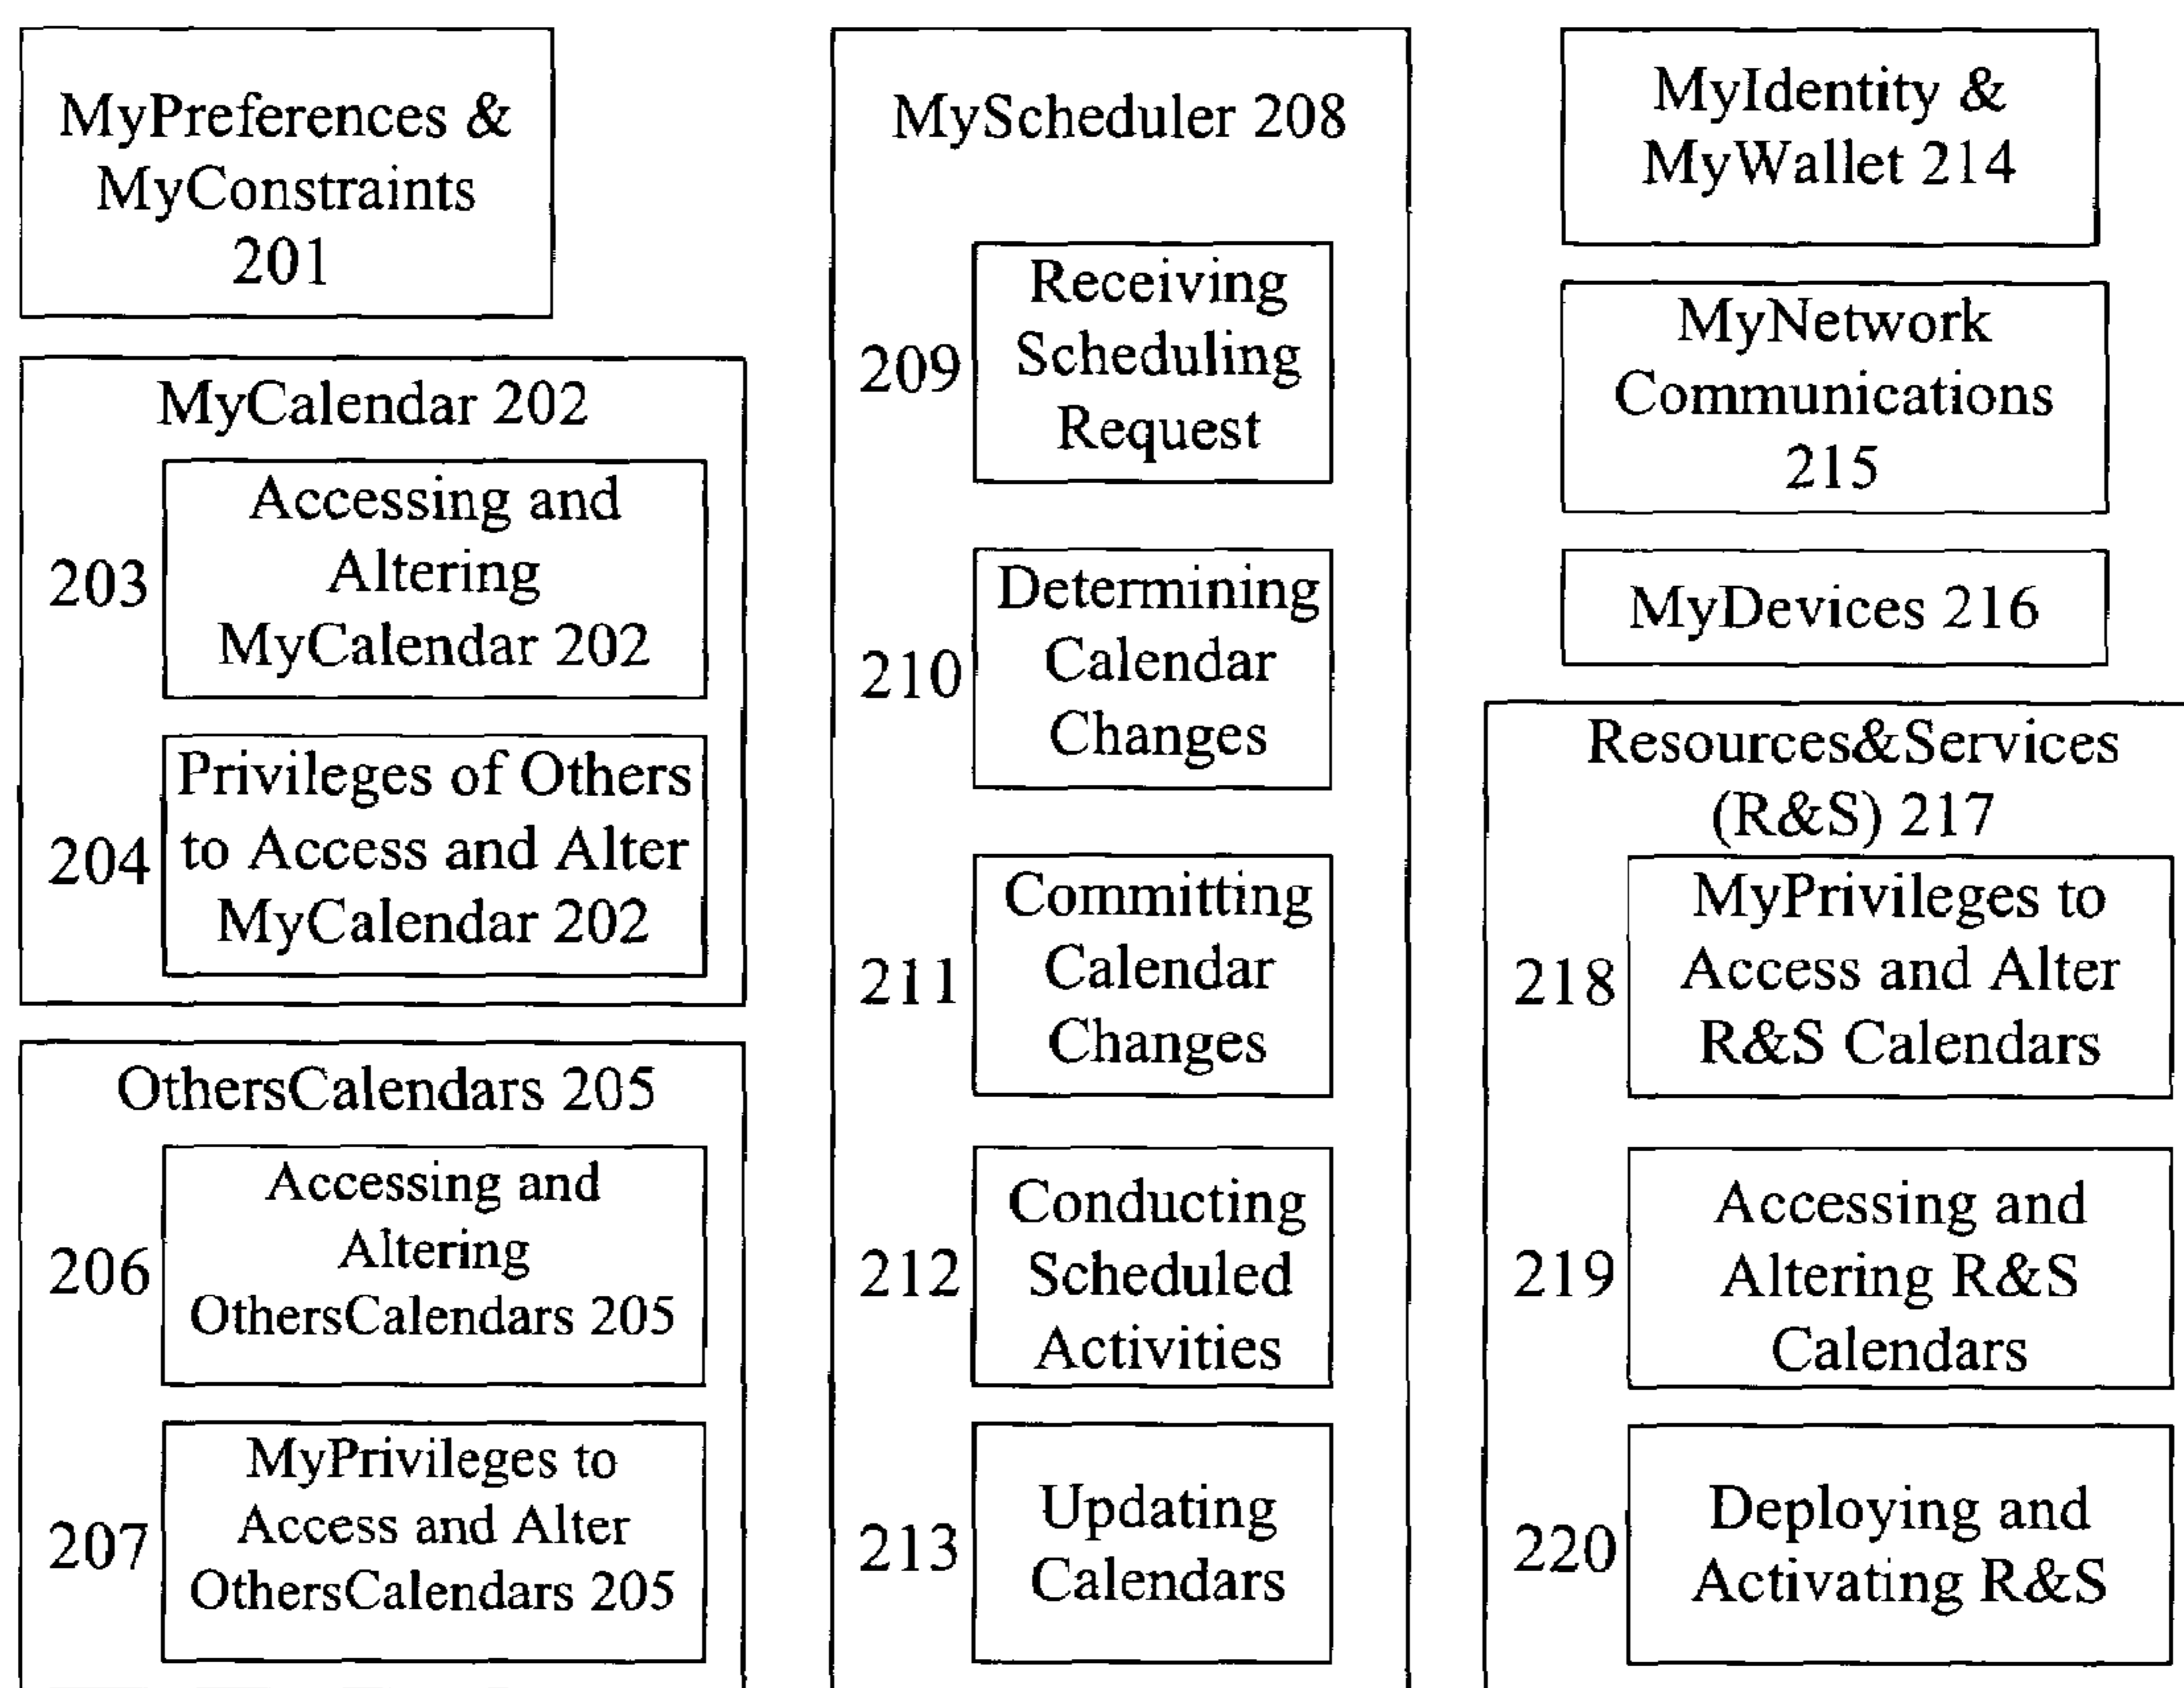 MyPreferences &
MyConstraints
201
MyCalendar 202
203
Accessing and
Altering
MyCalendar 202
204
Privileges of Others
to Access and Alter
MyCalendar 202
OthersCalendars 205
206
Accessing and
Altering
OthersCalendars 205
207
MyPrivileges to
Access and Alter
OthersCalendars 205
MyScheduler 208
209
Receiving
Scheduling
Request
210
Determining
Calendar
Changes
211
Committing
Calendar
Changes
212
Conducting
Scheduled
Activities
213
Updating
Calendars
MyIdentity &
MyWallet 214
MyNetwork
Communications
215
MyDevices 216
Resources&Services
(R&S) 217
218
MyPrivileges to
Access and Alter
R&S Calendars
219
Accessing and
Altering R&S
Calendars
220
Deploying and
Activating R&S